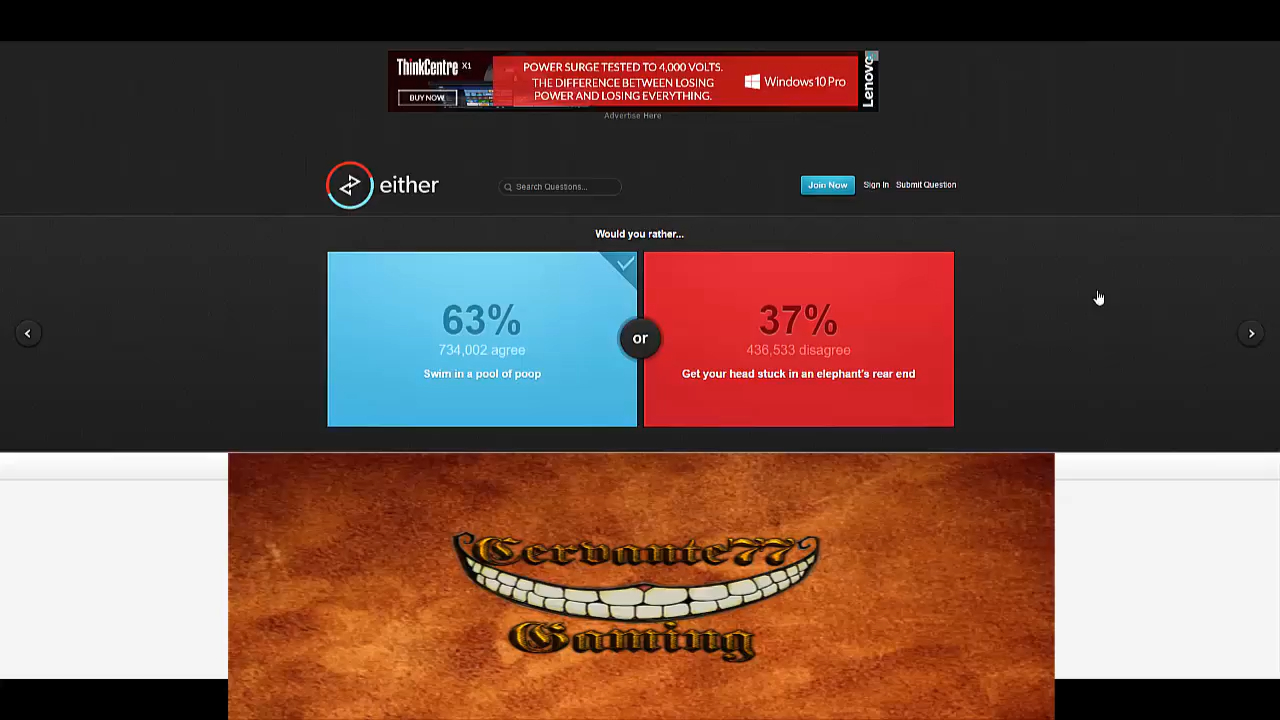 ThinkCentre X1
BUY NOW
POWER SURGE TESTED TO 4,000 VOLTS.
THE DIFFERENCE BETWEEN LOSING
POWER AND LOSING EVERYTHING.
Windows 10 Pro
Lenovo
Advertise Here
either
Search Questions...
Join Now
Sign In
Submit Question
Would you rather...
63%
734,002 agree
Swim in a pool of poop
or
37%
436,533 disagree
Get your head stuck in an elephant's rear end
Cervante77
Gaming